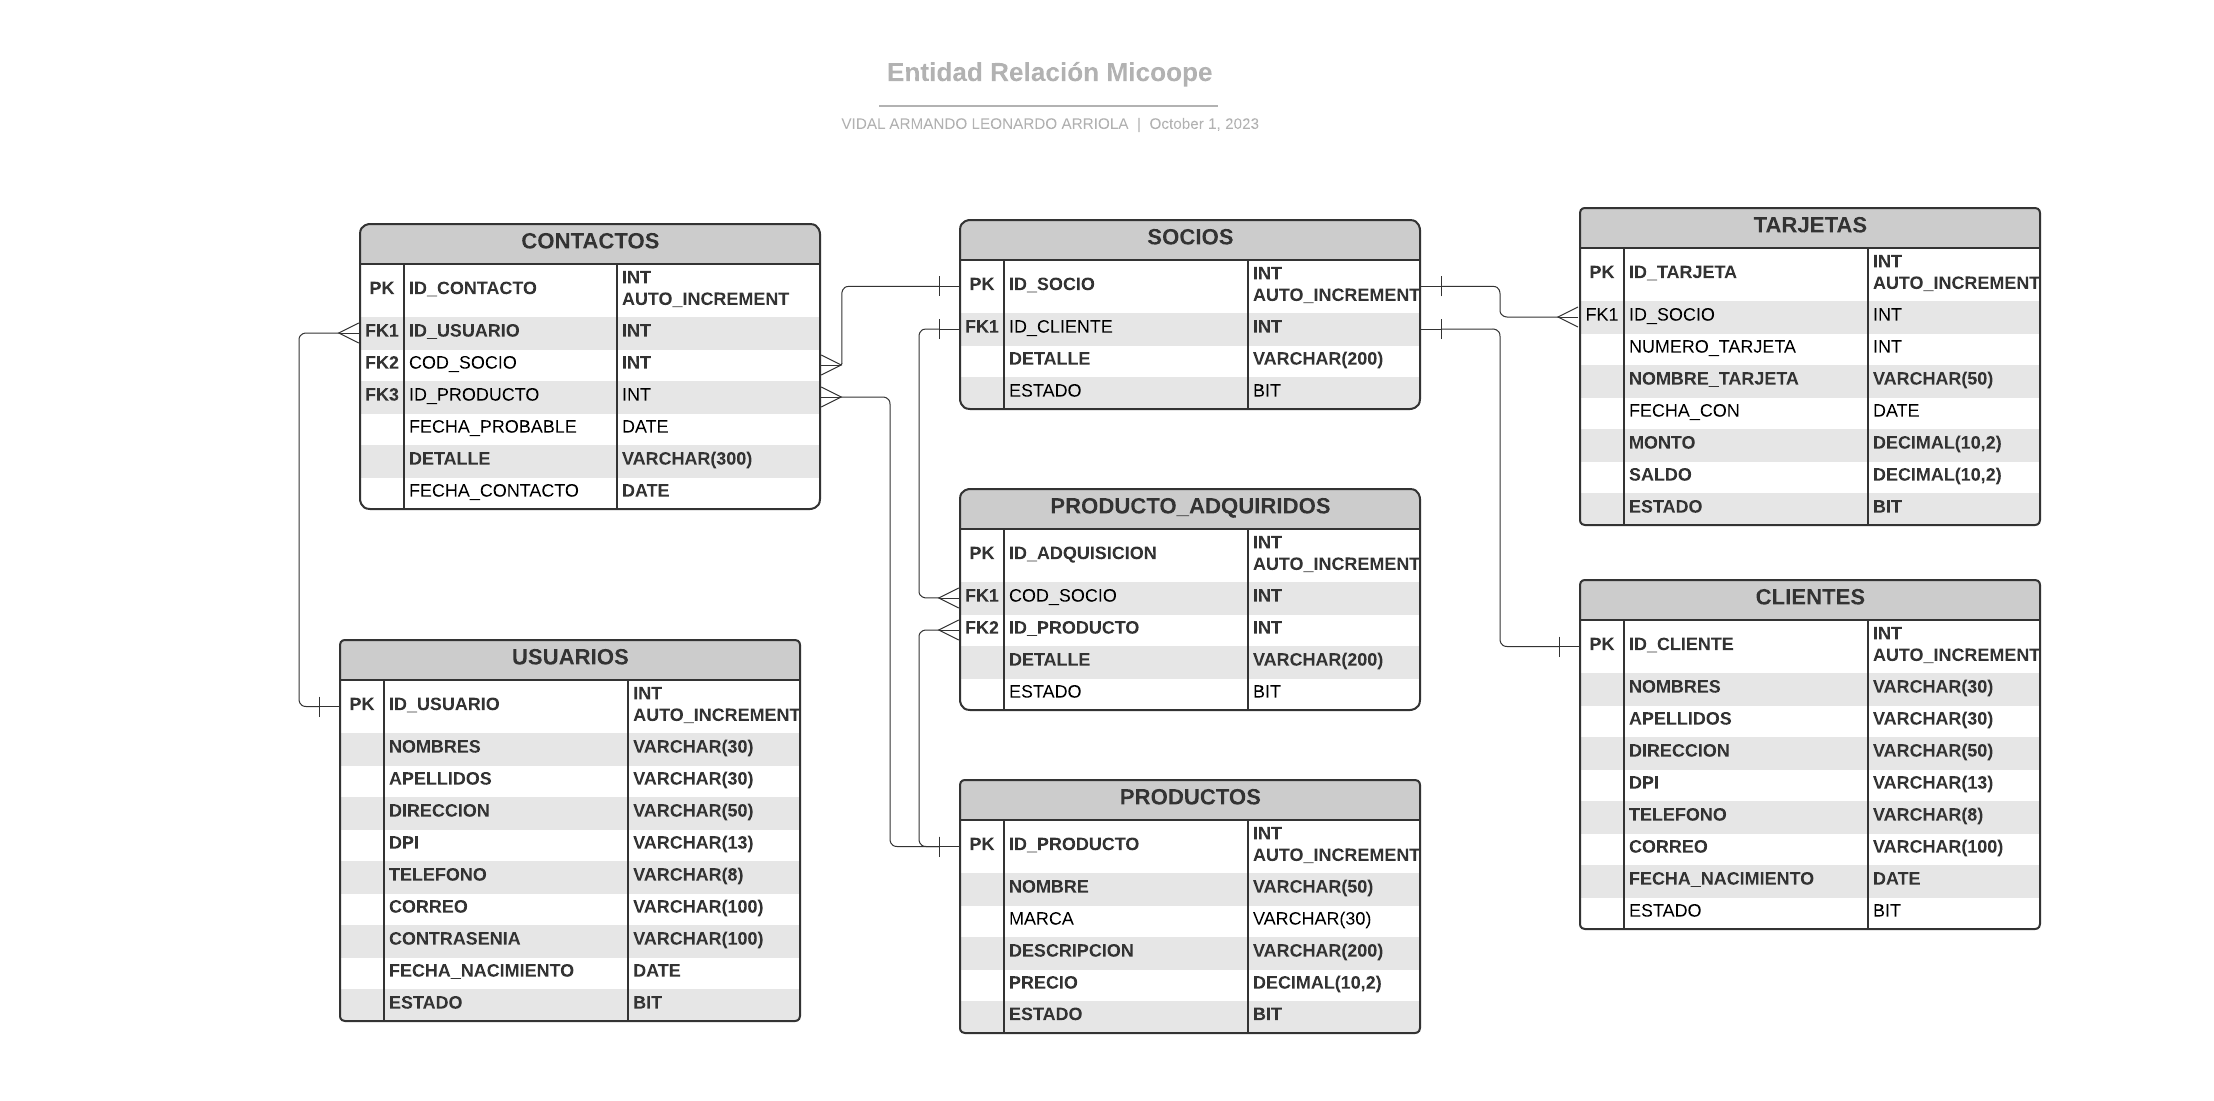 Entidad Relación Micoope
VIDAL ARMANDO LEONARDO ARRIOLA | October 1, 2023
CONTACTOS
PK ID_CONTACTO INT
AUTO_INCREMENT
FK1 ID_USUARIO INT
FK2 COD_SOCIO INT
FK3 ID_PRODUCTO INT
FECHA_PROBABLE DATE
DETALLE VARCHAR(300)
FECHA_CONTACTO DATE
USUARIOS
PK ID_USUARIO INT
AUTO_INCREMENT
NOMBRES VARCHAR(30)
APELLIDOS VARCHAR(30)
DIRECCION VARCHAR(50)
DPI VARCHAR(13)
TELEFONO VARCHAR(8)
CORREO VARCHAR(100)
CONTRASENIA VARCHAR(100)
FECHA_NACIMIENTO DATE
ESTADO BIT
SOCIOS
PK ID_SOCIO INT
AUTO_INCREMENT
FK1 ID_CLIENTE INT
DETALLE VARCHAR(200)
ESTADO BIT
PRODUCTO_ADQUIRIDOS
PK ID_ADQUISICION INT
AUTO_INCREMENT
FK1 COD_SOCIO INT
FK2 ID_PRODUCTO INT
DETALLE VARCHAR(200)
ESTADO BIT
PRODUCTOS
PK ID_PRODUCTO INT
AUTO_INCREMENT
NOMBRE VARCHAR(50)
MARCA VARCHAR(30)
DESCRIPCION VARCHAR(200)
PRECIO DECIMAL(10,2)
ESTADO BIT
TARJETAS
PK ID_TARJETA INT
AUTO_INCREMENT
FK1 ID_SOCIO INT
NUMERO_TARJETA INT
NOMBRE_TARJETA VARCHAR(50)
FECHA_CON DATE
MONTO DECIMAL(10,2)
SALDO DECIMAL(10,2)
ESTADO BIT
CLIENTES
PK ID_CLIENTE INT
AUTO_INCREMENT
NOMBRES VARCHAR(30)
APELLIDOS VARCHAR(30)
DIRECCION VARCHAR(50)
DPI VARCHAR(13)
TELEFONO VARCHAR(8)
CORREO VARCHAR(100)
FECHA_NACIMIENTO DATE
ESTADO BIT